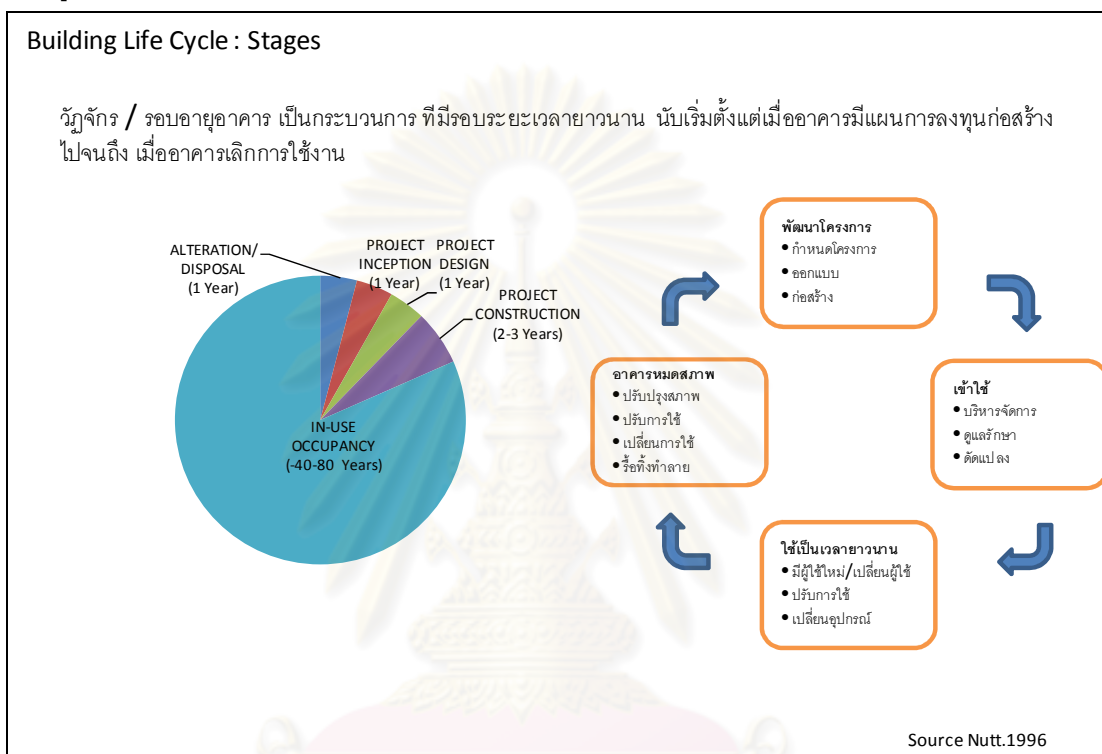 Building Life Cycle : Stages
วัฏจักร / รอบอายุอาคาร เป็นกระบวนการ ที่มีรอบระยะเวลายาวนาน นับเริ่มตั้งแต่เมื่ออาคารมีแผนการลงทุนก่อสร้าง
ไปจนถึง เมื่ออาคารเลิกการใช้งาน
ALTERATION/
DISPOSAL
(1 Year)
PROJECT
INCEPTION
(1 Year)
PROJECT
DESIGN
(1 Year)
PROJECT
CONSTRUCTION
(2-3 Years)
IN-USE
OCCUPANCY
(-40-80 Years)
พัฒนาโครงการ
• กำหนดโครงการ
• ออกแบบ
• ก่อสร้าง
เข้าใช้
• บริหารจัดการ
• ดูแลรักษา
• ดัดแปลง
ใช้เป็นเวลายาวนาน
• มีผู้ใช้ใหม่/เปลี่ยนผู้ใช้
• ปรับการใช้
• เปลี่ยนอุปกรณ์
อาคารหมดสภาพ
• ปรับปรุงสภาพ
• ปรับการใช้
• เปลี่ยนการใช้
• รื้อทิ้งทำลาย
Source Nutt.1996